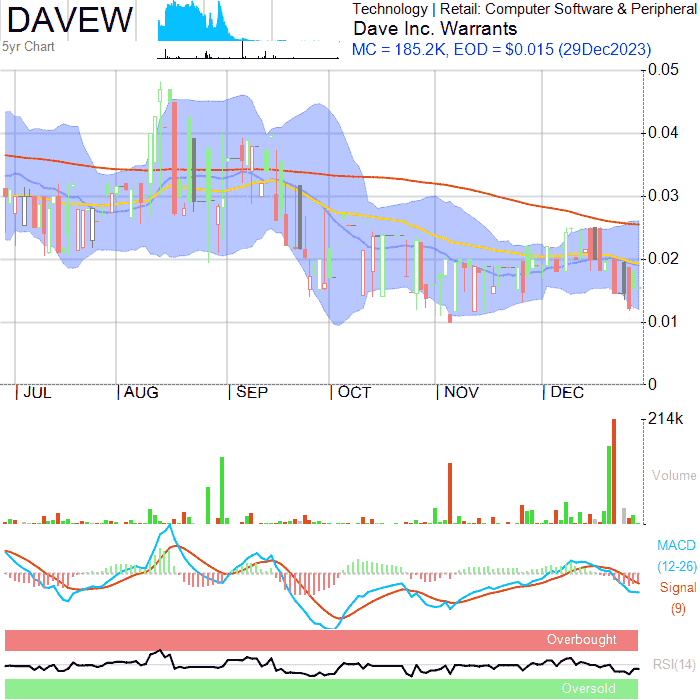 DAVEW
5yr Chart
Technology | Retail: Computer Software & Peripheral
Dave Inc. Warrants
MC = 185.2K, EOD = $0.015 (29Dec2023)
0.05
0.04
0.03
0.02
0.01
0
JUL AUG SEP OCT NOV DEC
214k
Volume
MACD
(12-26)
Signal
(9)
Overbought
RSI(14)
Oversold